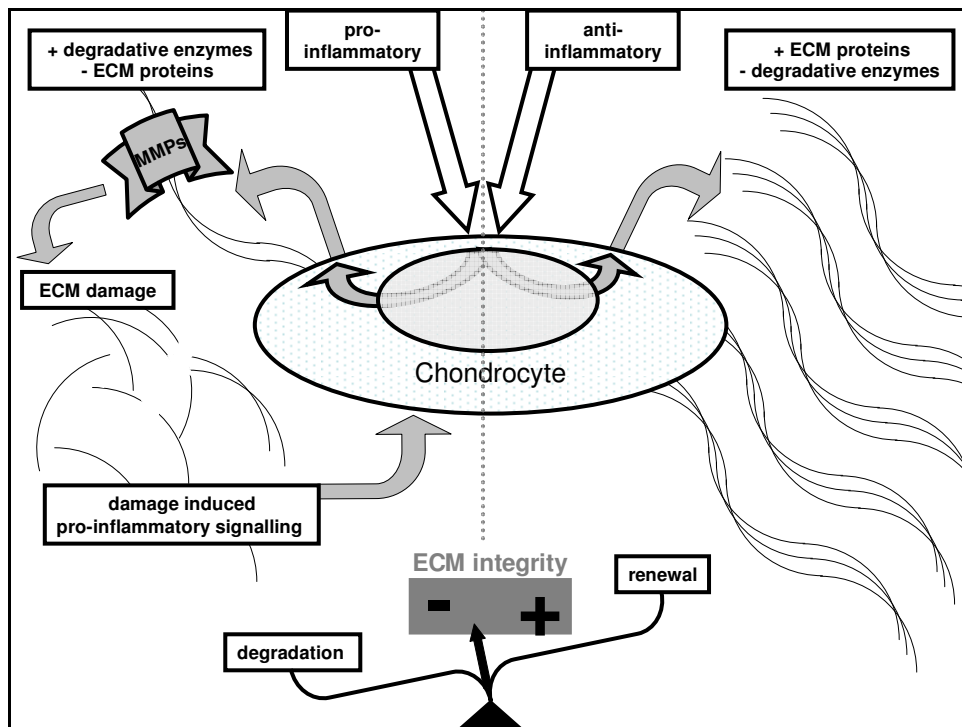 + degradative enzymes
- ECM proteins
pro-
inflammatory
anti-
inflammatory
+ ECM proteins
- degradative enzymes
MMPs
ECM damage
Chondrocyte
damage induced
pro-inflammatory signalling
ECM integrity
- +
renewal
degradation